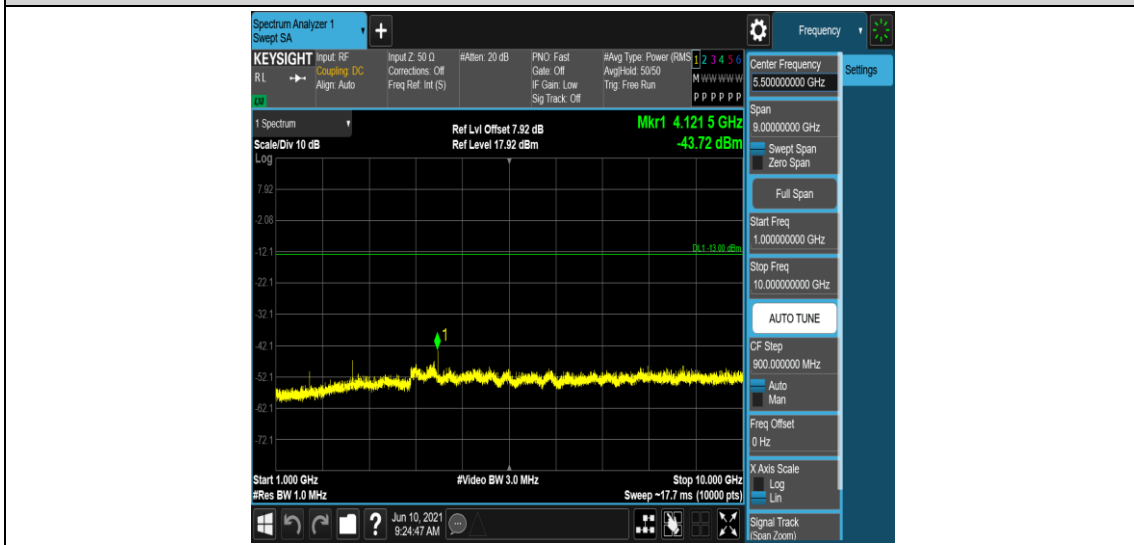 Spectrum Analyzer 1
Swept SA
+
Frequency
KEYSIGHT
RL
LXI
Input: RF
Coupling: DC
Align: Auto
Input Z: 50 Ω
Corrections: Off
Freq Ref: Int (S)
#Atten: 20 dB
PNO: Fast
Gate: Off
IF Gain: Low
Sig Track: Off
#Avg Type: Power (RMS
Avg|Hold: 50/50
Trig: Free Run
1 2 3 4 5 6
M W W W W W
P P P P P P
1 Spectrum
Scale/Div 10 dB
Ref Lvl Offset 7.92 dB
Ref Level 17.92 dBm
Mkr1 4.121 5 GHz
-43.72 dBm
Log
7.92
-2.08
-12.1
DL1 -13.00 dBm
-22.1
-32.1
-42.1
1
-52.1
-62.1
-72.1
Start 1.000 GHz
#Res BW 1.0 MHz
#Video BW 3.0 MHz
Stop 10.000 GHz
Sweep ~17.7 ms (10000 pts)
Center Frequency
5.500000000 GHz
Settings
Span
9.00000000 GHz
Swept Span
Zero Span
Full Span
Start Freq
1.000000000 GHz
Stop Freq
10.000000000 GHz
AUTO TUNE
CF Step
900.000000 MHz
Auto
Man
Freq Offset
0 Hz
X Axis Scale
Log
Lin
Signal Track
(Span Zoom)
?
Jun 10, 2021
9:24:47 AM